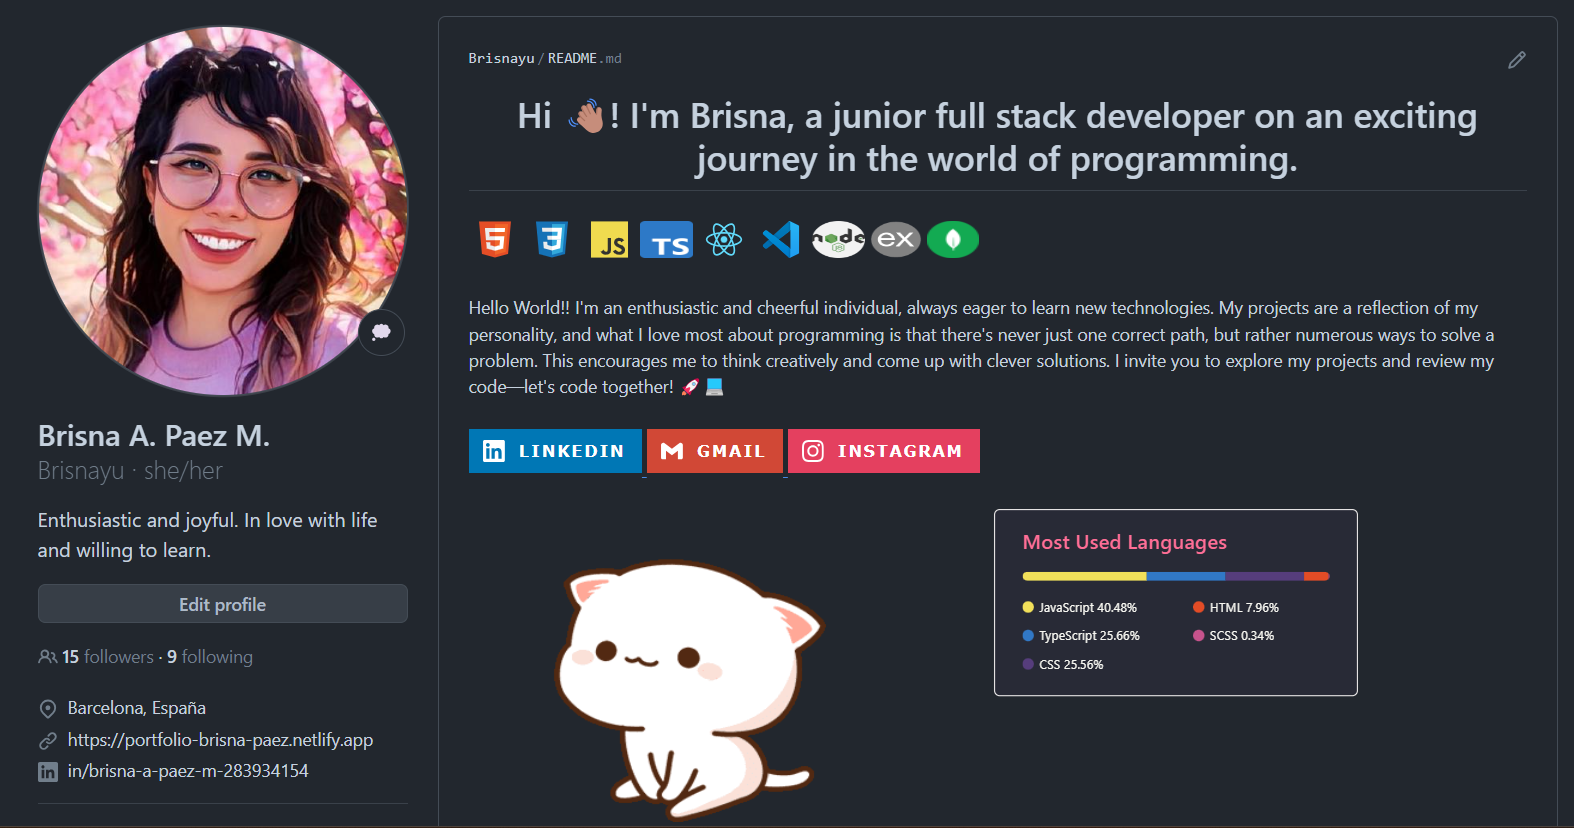 Brisnayu/README.md
Hi 👋🏽! I'm Brisna, a junior full stack developer on an exciting
journey in the world of programming.
5 3 JS TS node JS ex
Hello World!! I'm an enthusiastic and cheerful individual, always eager to learn new technologies. My projects are a reflection of my
personality, and what I love most about programming is that there's never just one correct path, but rather numerous ways to solve a
problem. This encourages me to think creatively and come up with clever solutions. I invite you to explore my projects and review my
code—let's code together! 🚀 💻
LINKEDIN GMAIL INSTAGRAM
Most Used Languages
JavaScript 40.48%
TypeScript 25.66%
CSS 25.56%
HTML 7.96%
SCSS 0.34%
Brisna A. Paez M.
Brisnayu · she/her
Enthusiastic and joyful. In love with life
and willing to learn.
Edit profile
15 followers · 9 following
Barcelona, España
https://portfolio-brisna-paez.netlify.app
in/brisna-a-paez-m-283934154